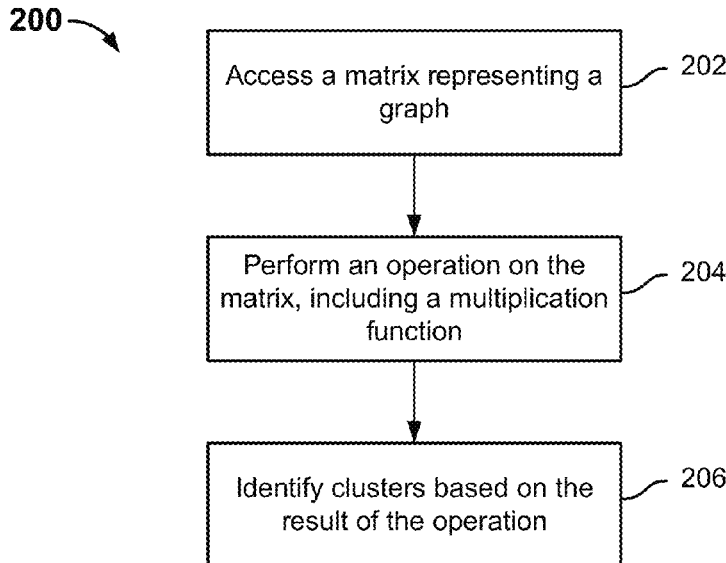 200
Access a matrix representing a
graph
202
Perform an operation on the
matrix, including a multiplication
function
204
Identify clusters based on the
result of the operation
206